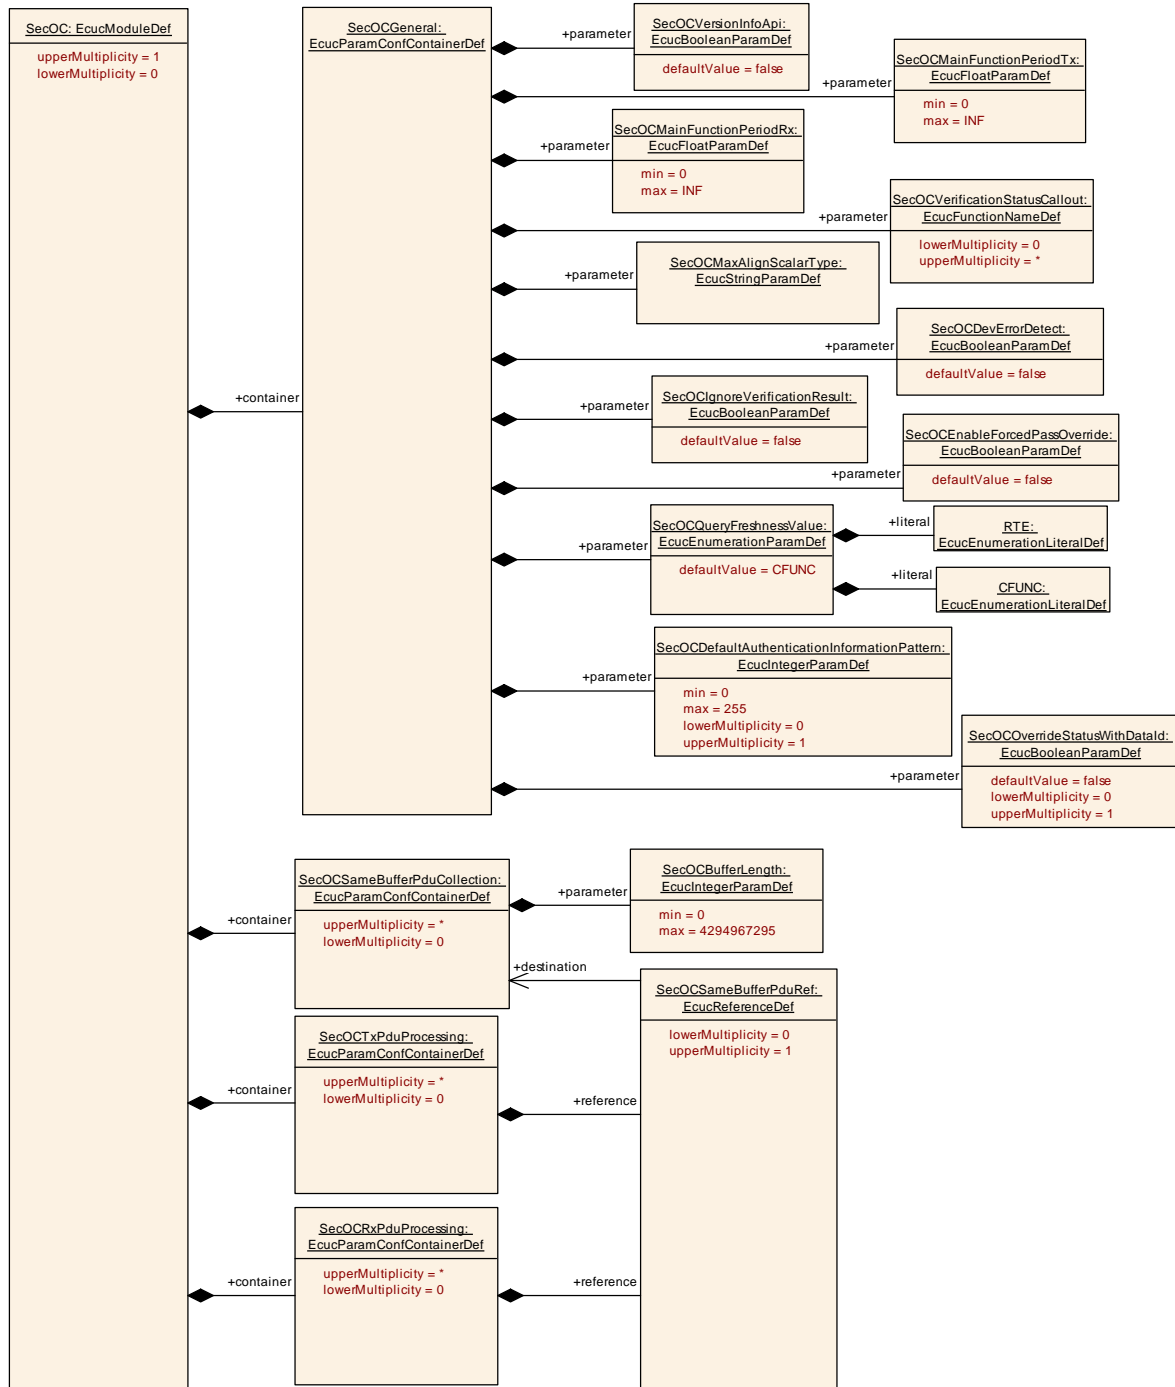 SecOC: EcucModuleDef
upperMultiplicity = 1
lowerMultiplicity = 0
SecOCGeneral:
EcucParamConfContainerDef
+container
+parameter
SecOCVersionInfoApi:
EcucBooleanParamDef
defaultValue = false
+parameter
SecOCMainFunctionPeriodTx:
EcucFloatParamDef
min = 0
max = INF
+parameter
SecOCMainFunctionPeriodRx:
EcucFloatParamDef
min = 0
max = INF
+parameter
SecOCVerificationStatusCallout:
EcucFunctionNameDef
lowerMultiplicity = 0
upperMultiplicity = *
+parameter
SecOCMaxAlignScalarType:
EcucStringParamDef
+parameter
SecOCDevErrorDetect:
EcucBooleanParamDef
defaultValue = false
+parameter
SecOCIgnoreVerificationResult:
EcucBooleanParamDef
defaultValue = false
+parameter
SecOCEnableForcedPassOverride:
EcucBooleanParamDef
defaultValue = false
+parameter
SecOCQueryFreshnessValue:
EcucEnumerationParamDef
defaultValue = CFUNC
+literal
RTE:
EcucEnumerationLiteralDef
+literal
CFUNC:
EcucEnumerationLiteralDef
+parameter
SecOCDefaultAuthenticationInformationPattern:
EcucIntegerParamDef
min = 0
max = 255
lowerMultiplicity = 0
upperMultiplicity = 1
+parameter
SecOCOverrideStatusWithDataId:
EcucBooleanParamDef
defaultValue = false
lowerMultiplicity = 0
upperMultiplicity = 1
+container
SecOCSameBufferPduCollection:
EcucParamConfContainerDef
upperMultiplicity = *
lowerMultiplicity = 0
+parameter
SecOCBufferLength:
EcucIntegerParamDef
min = 0
max = 4294967295
+destination
SecOCSameBufferPduRef:
EcucReferenceDef
lowerMultiplicity = 0
upperMultiplicity = 1
+container
SecOCTxPduProcessing:
EcucParamConfContainerDef
upperMultiplicity = *
lowerMultiplicity = 0
+reference
+container
SecOCRxPduProcessing:
EcucParamConfContainerDef
upperMultiplicity = *
lowerMultiplicity = 0
+reference